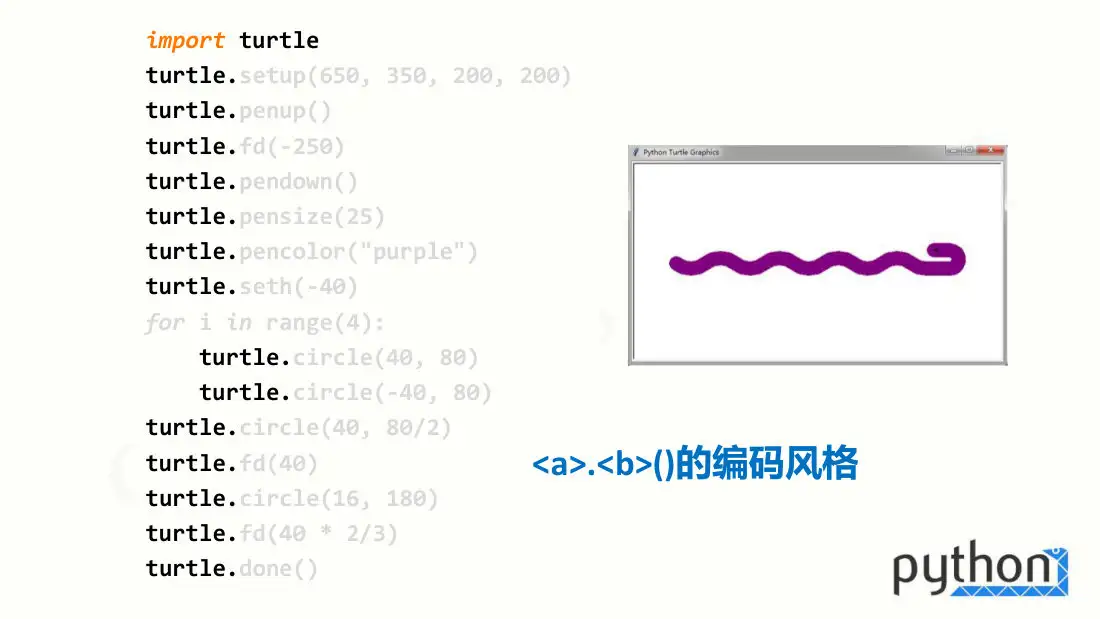 import turtle
turtle.setup(650, 350, 200, 200)
turtle.penup()
turtle.fd(-250)
turtle.pendown()
turtle.pensize(25)
turtle.pencolor("purple")
turtle.seth(-40)
for i in range(4):
    turtle.circle(40, 80)
    turtle.circle(-40, 80)
turtle.circle(40, 80/2)
turtle.fd(40)
turtle.circle(16, 180)
turtle.fd(40 * 2/3)
turtle.done()
Python Turtle Graphics
<a>.<b>()的编码风格
python